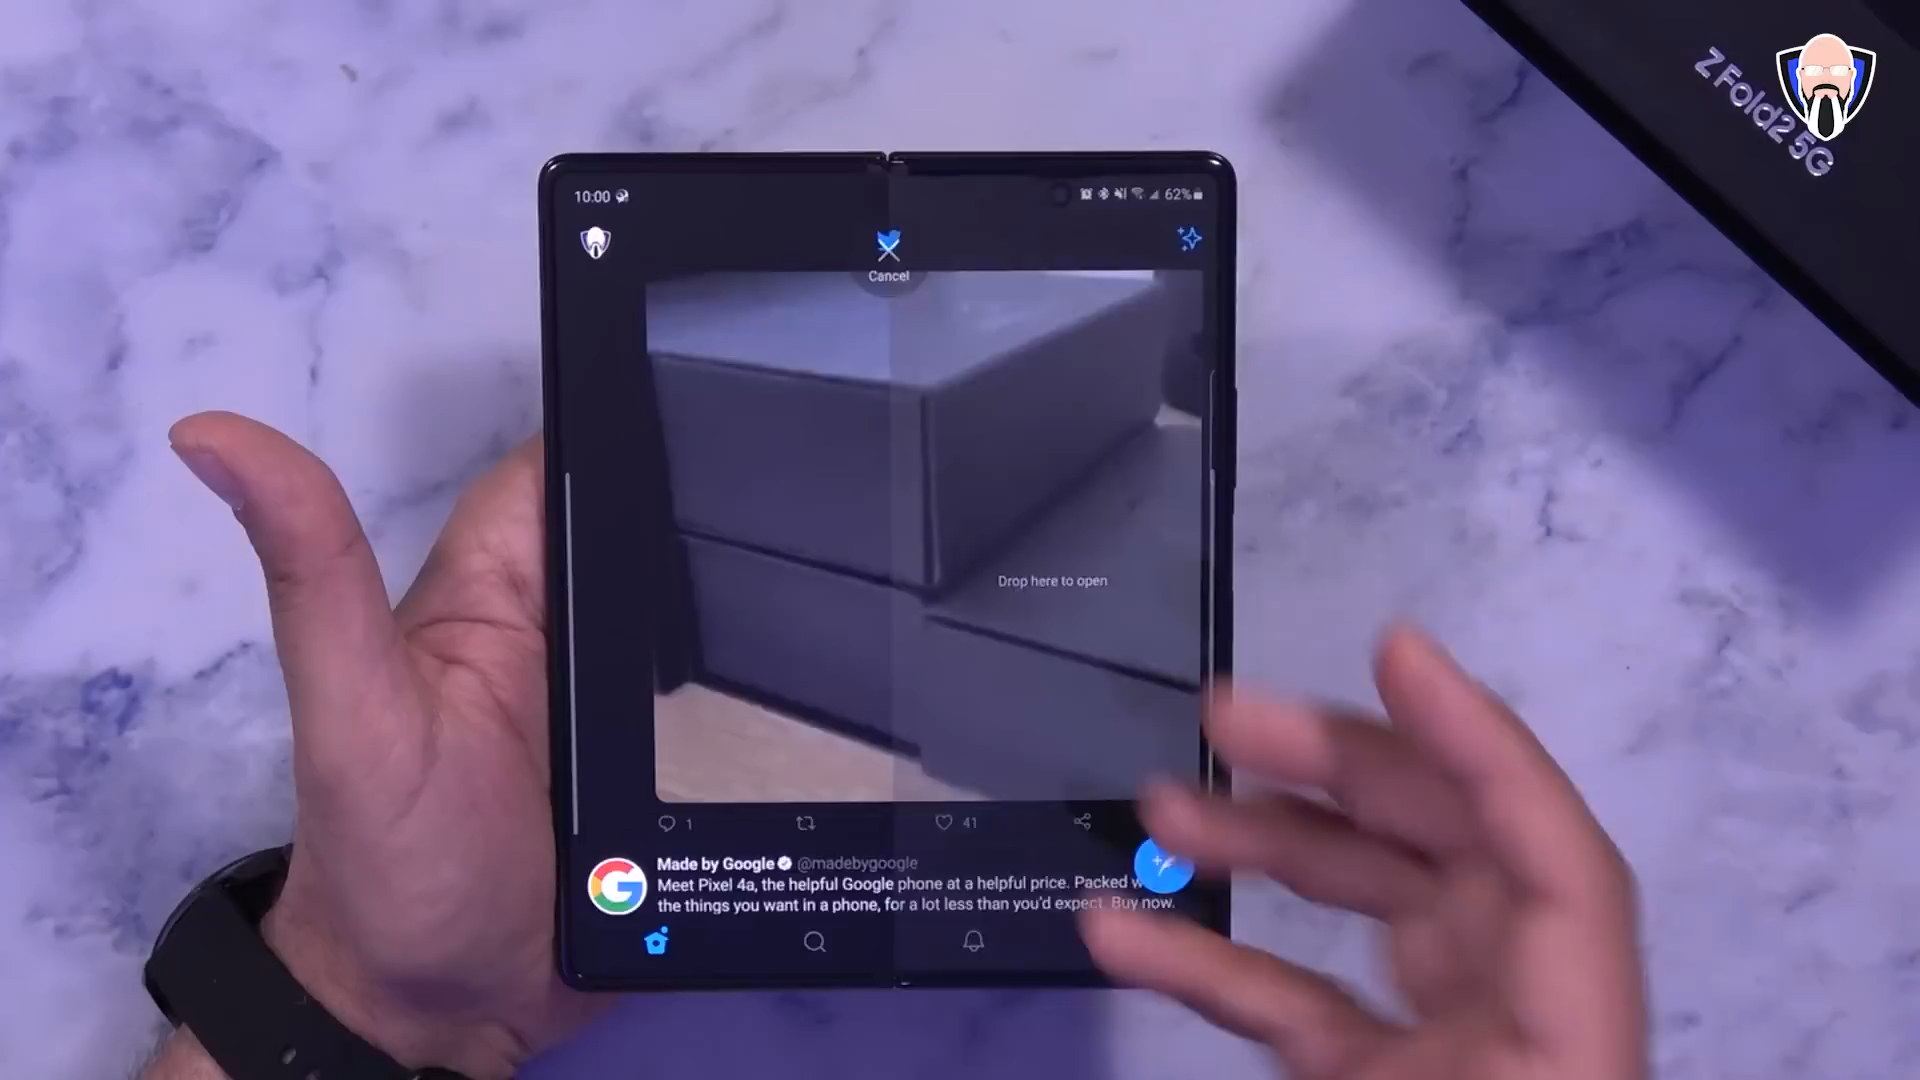 Z Fold2 5G
10:00
62%
Cancel
Drop here to open
1
41
Made by Google @madebygoogle
Meet Pixel 4a, the helpful Google phone at a helpful price. Packed w
the things you want in a phone, for a lot less than you'd expect. Buy now.